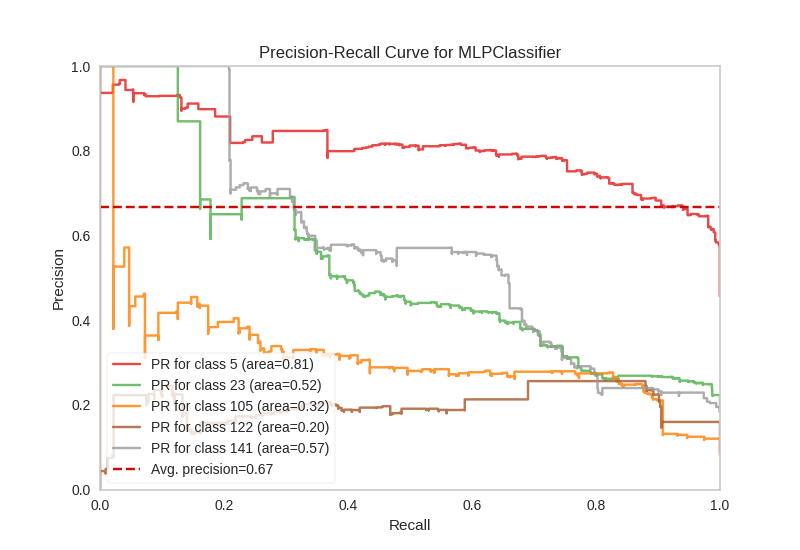 Precision-Recall Curve for MLPClassifier
1.0
0.8
0.6
0.4
0.2
0.0
Precision
PR for class 5 (area=0.81)
PR for class 23 (area=0.52)
PR for class 105 (area=0.32)
PR for class 122 (area=0.20)
PR for class 141 (area=0.57)
Avg. precision=0.67
0.0 0.2 0.4 0.6 0.8 1.0
Recall